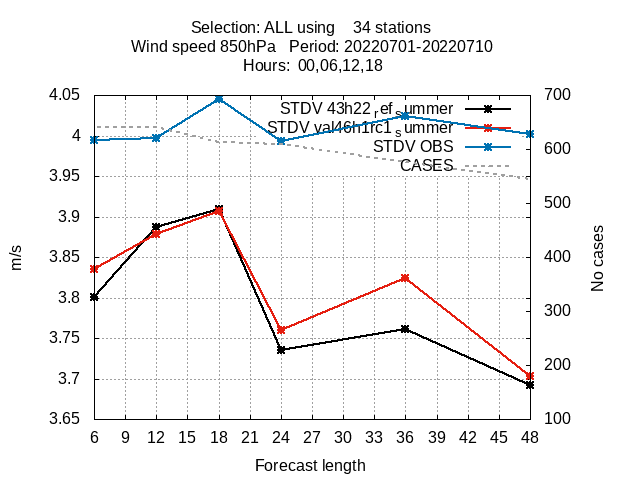 Selection: ALL using    34 stations
Wind speed 850hPa   Period: 20220701-20220710
Hours:  00,06,12,18
4.05
4
3.95
3.9
3.85
3.8
3.75
3.7
3.65
m/s
STDV 43h22ref_summer
STDV val46h1rc1_summer
STDV OBS
CASES
700
600
500
400
300
200
100
No cases
6 9 12 15 18 21 24 27 30 33 36 39 42 45 48
Forecast length